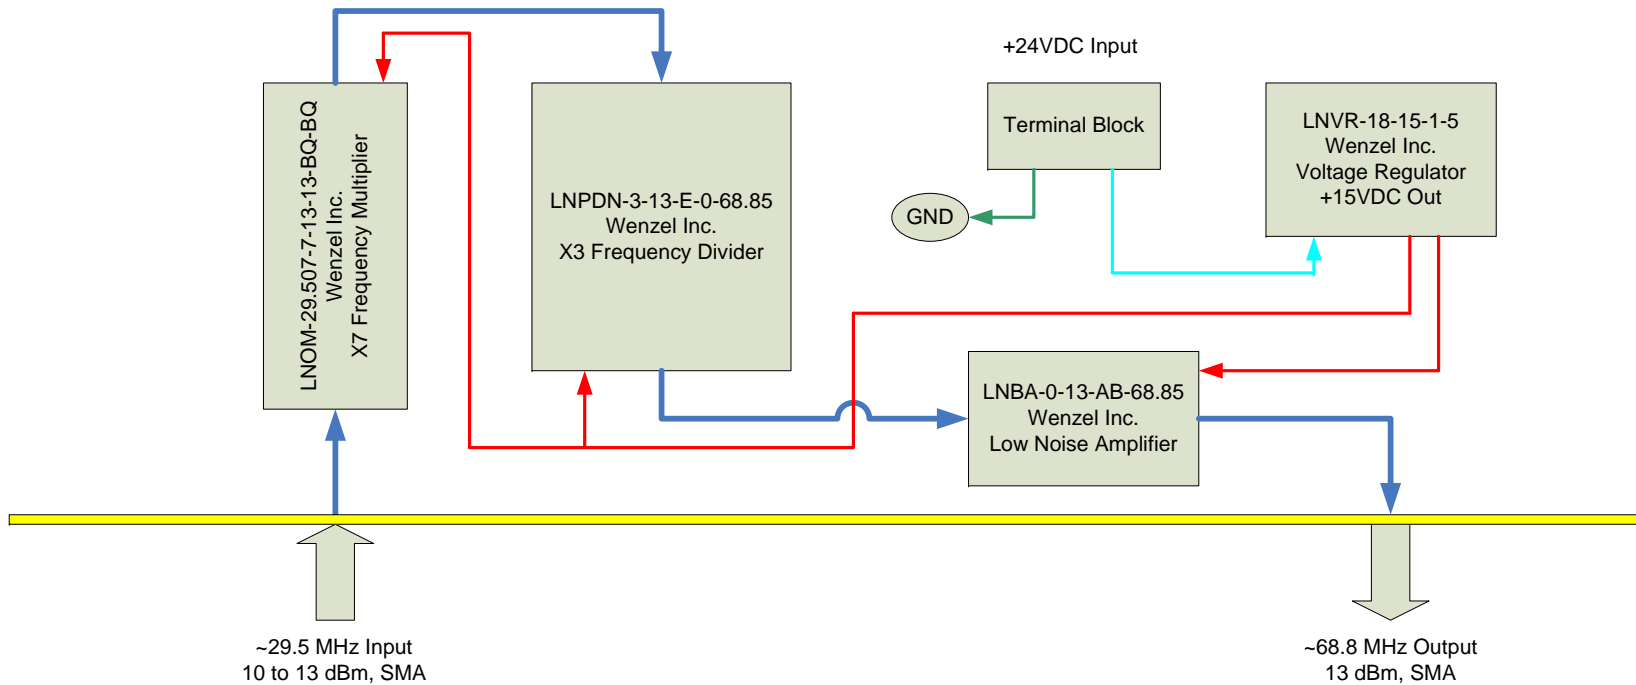 +24VDC Input
LNOM-29.507-7-13-13-BQ-BQ
Wenzel Inc.
X7 Frequency Multiplier
LNPDN-3-13-E-0-68.85
Wenzel Inc.
X3 Frequency Divider
Terminal Block
GND
LNVR-18-15-1-5
Wenzel Inc.
Voltage Regulator
+15VDC Out
LNBA-0-13-AB-68.85
Wenzel Inc.
Low Noise Amplifier
~29.5 MHz Input
10 to 13 dBm, SMA
~68.8 MHz Output
13 dBm, SMA